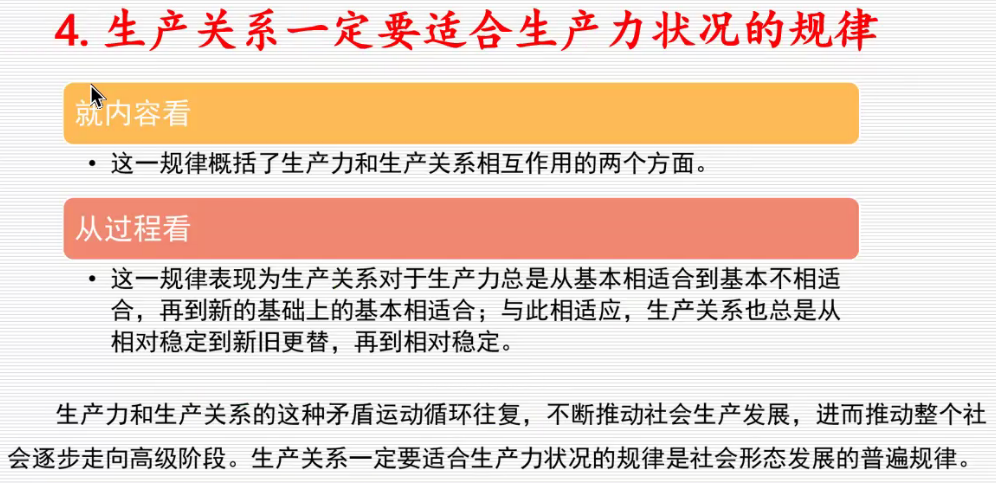 4. 生产关系一定要适合生产力状况的规律
就内容看
• 这一规律概括了生产力和生产关系相互作用的两个方面。
从过程看
• 这一规律表现为生产关系对于生产力总是从基本相适合到基本不相适
合，再到新的基础上的基本相适合；与此相适应，生产关系也总是从
相对稳定到新旧更替，再到相对稳定。
生产力和生产关系的这种矛盾运动循环往复，不断推动社会生产发展，进而推动整个社
会逐步走向高级阶段。生产关系一定要适合生产力状况的规律是社会形态发展的普遍规律。